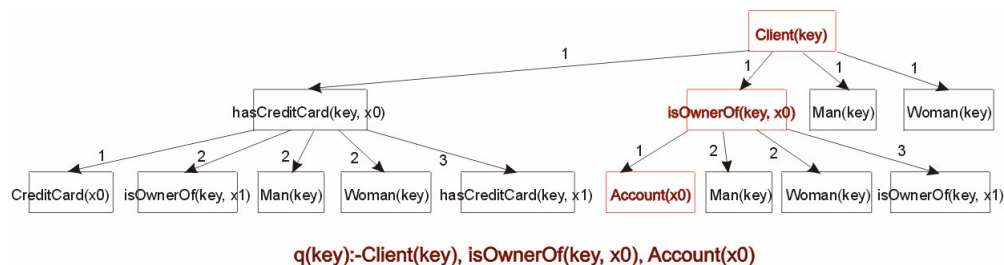 Client(key)
1 1 1 1
hasCreditCard(key, x0) isOwnerOf(key, x0) Man(key) Woman(key)
1 2 2 2 3 1 2 2 3
CreditCard(x0) isOwnerOf(key, x1) Man(key) Woman(key) hasCreditCard(key, x1) Account(x0) Man(key) Woman(key) isOwnerOf(key, x1)
q(key):-Client(key), isOwnerOf(key, x0), Account(x0)